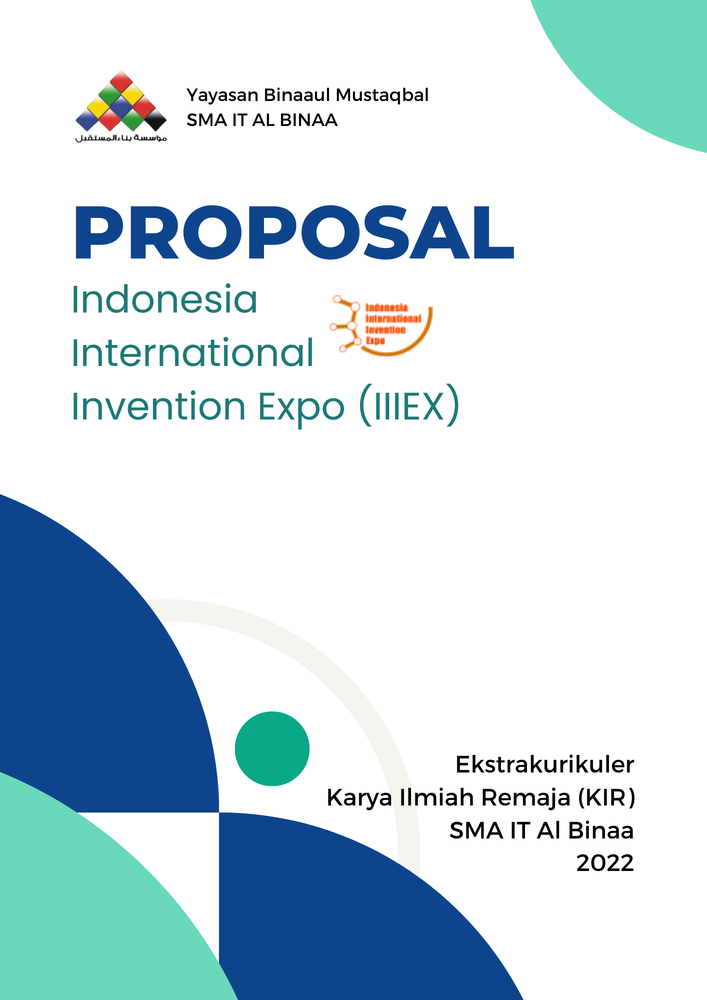 مؤسسة بناء المستقبل
Yayasan Binaaul Mustaqbal
SMA IT AL BINAA
PROPOSAL
Indonesia
International
Invention Expo (IIIEX)
Indonesia
International
Invention
Expo
Ekstrakurikuler
Karya Ilmiah Remaja (KIR)
SMA IT Al Binaa
2022